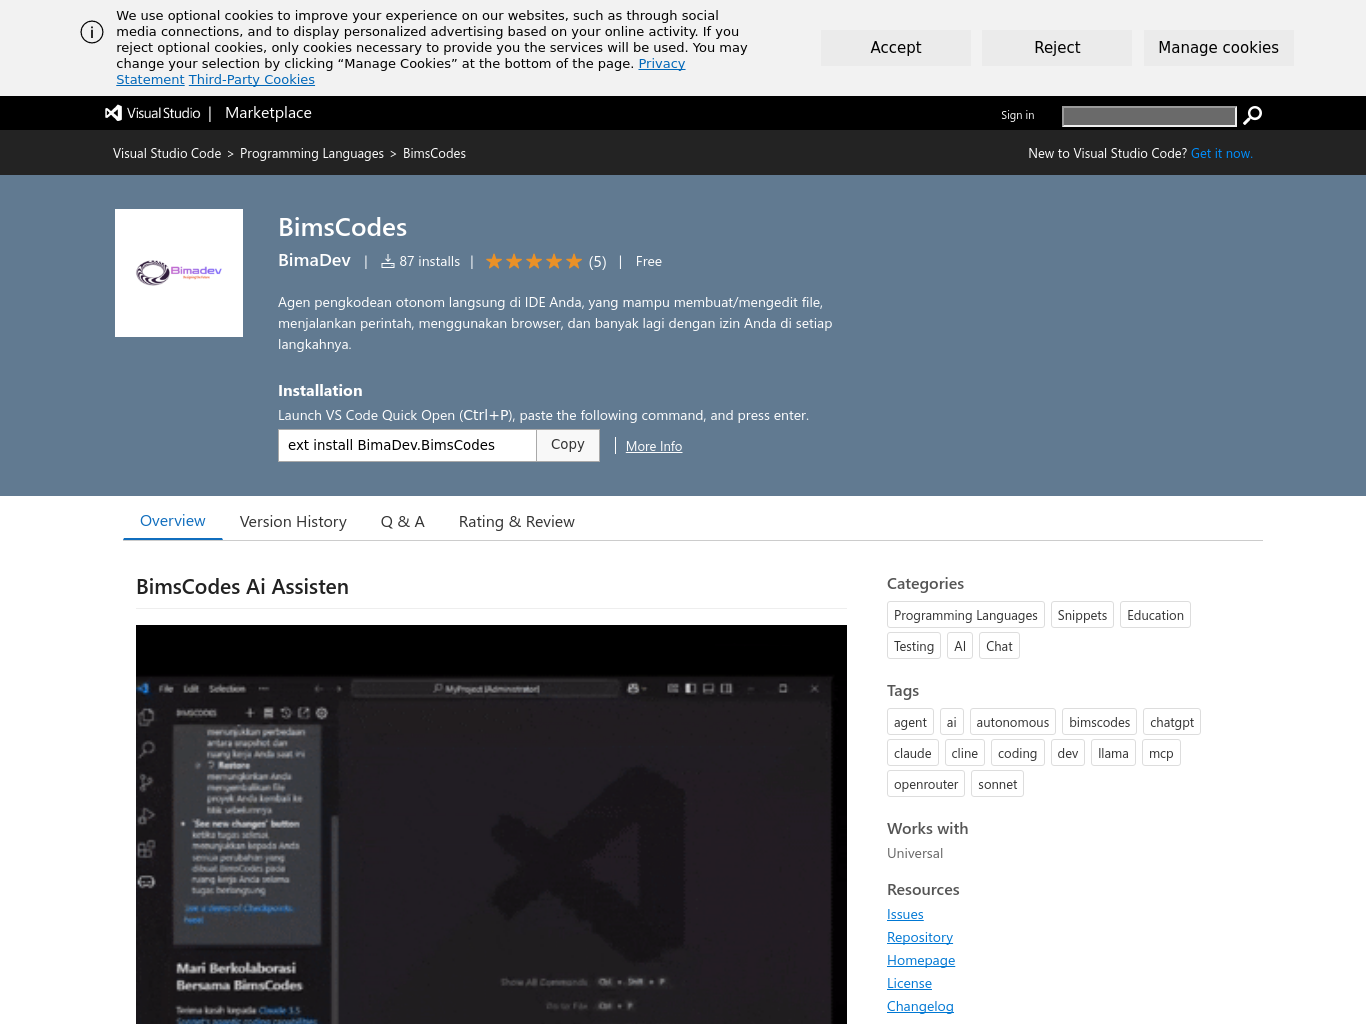 We use optional cookies to improve your experience on our websites, such as through social
media connections, and to display personalized advertising based on your online activity. If you
reject optional cookies, only cookies necessary to provide you the services will be used. You may
change your selection by clicking “Manage Cookies” at the bottom of the page. Privacy
Statement Third-Party Cookies
Accept
Reject
Manage cookies
Visual Studio | Marketplace
Sign in
Visual Studio Code > Programming Languages > BimsCodes
New to Visual Studio Code? Get it now.
Bimadev
BimsCodes
BimaDev | 87 installs | (5) | Free
Agen pengkodean otonom langsung di IDE Anda, yang mampu membuat/mengedit file,
menjalankan perintah, menggunakan browser, dan banyak lagi dengan izin Anda di setiap
langkahnya.
Installation
Launch VS Code Quick Open (Ctrl+P), paste the following command, and press enter.
ext install BimaDev.BimsCodes
Copy
More Info
Overview
Version History
Q & A
Rating & Review
BimsCodes Ai Assisten
File Edit Selection ···
MyProject [Administrator]
BIMSCODES
menunjukkan perbedaan
antara snapshot dan
ruang kerja Anda saat ini
Restore
memungkinkan Anda
mengembalikan file
proyek Anda kembali ke
titik sebelumnya
'See new changes' button
ketika tugas selesai,
menunjukkan kepada Anda
semua perubahan yang
dibuat BimsCodes pada
ruang kerja Anda selama
tugas berlangsung
See a demo of Checkpoints
here!
Mari Berkolaborasi
Bersama BimsCodes
Terima kasih kepada Claude 3.5
Sonnet's agentic coding capabilities
Show All Commands Ctrl + Shift + P
Go to File Ctrl + P
Categories
Programming Languages
Snippets
Education
Testing
AI
Chat
Tags
agent
ai
autonomous
bimscodes
chatgpt
claude
cline
coding
dev
llama
mcp
openrouter
sonnet
Works with
Universal
Resources
Issues
Repository
Homepage
License
Changelog